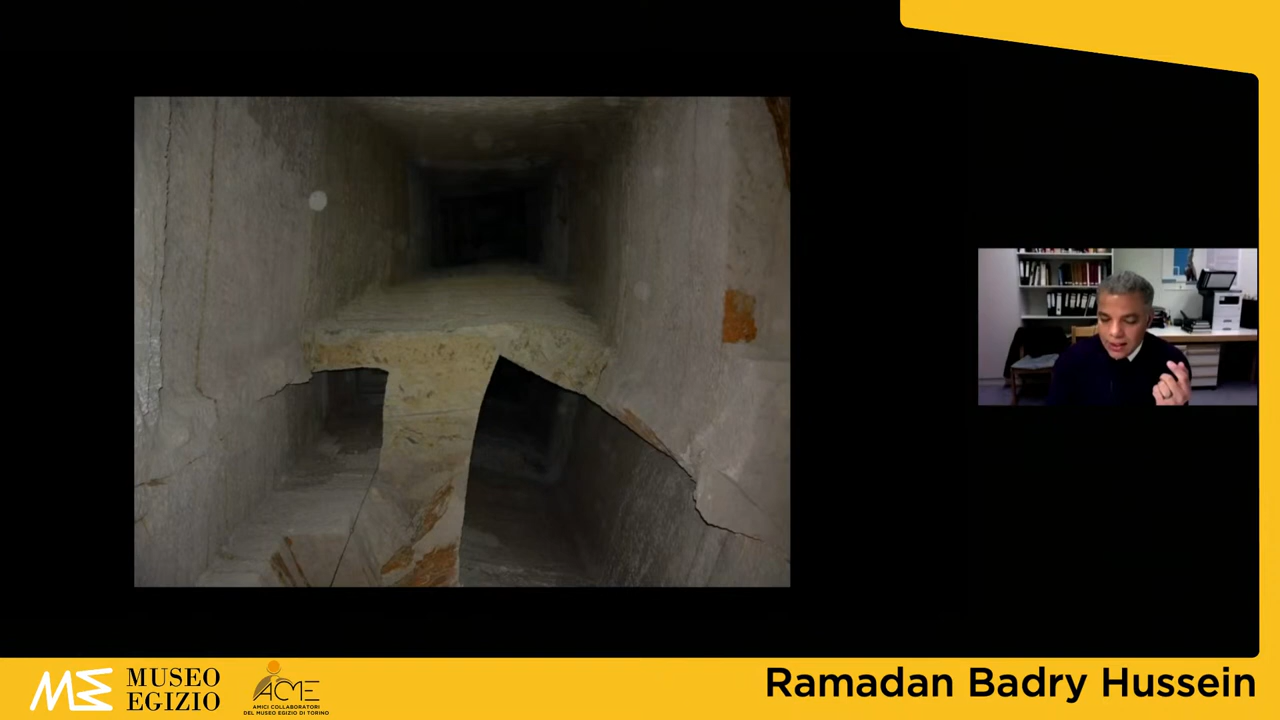 MUSEO
EGIZIO
ACME
AMICI COLLABORATORI
DEL MUSEO EGIZIO DI TORINO
Ramadan Badry Hussein